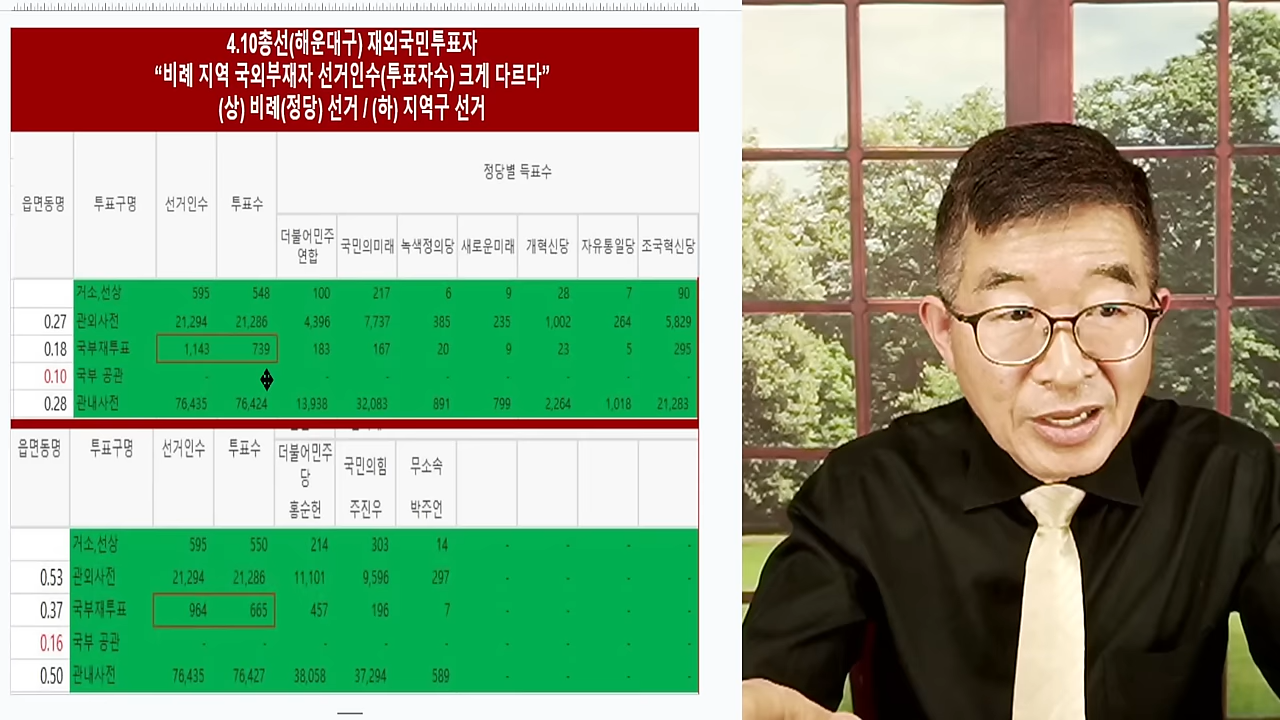 4.10총선(해운대구) 재외국민투표자
“비례 지역 국외부재자 선거인수(투표자수) 크게 다르다”
(상) 비례(정당) 선거 / (하) 지역구 선거
읍면동명 투표구명 선거인수 투표수 정당별 득표수
더불어민주연합 국민의미래 녹색정의당 새로운미래 개혁신당 자유통일당 조국혁신당
거소,선상 595 548 100 217 6 9 28 7 90
0.27 관외사전 21,294 21,286 4,396 7,737 385 235 1,002 264 5,829
0.18 국부재투표 1,143 739 183 167 20 9 23 5 295
0.10 국부 공관 - - - - - - - - -
0.28 관내사전 76,435 76,424 13,938 32,083 891 799 2,264 1,018 21,283
읍면동명 투표구명 선거인수 투표수 더불어민주당 국민의힘 무소속
홍순헌 주진우 박주언
거소,선상 595 550 214 303 14 - - - -
0.53 관외사전 21,294 21,286 11,101 9,596 297 - - - -
0.37 국부재투표 964 665 457 196 7 - - - -
0.16 국부 공관 - - - - - - - - -
0.50 관내사전 76,435 76,427 38,058 37,294 589 - - - -